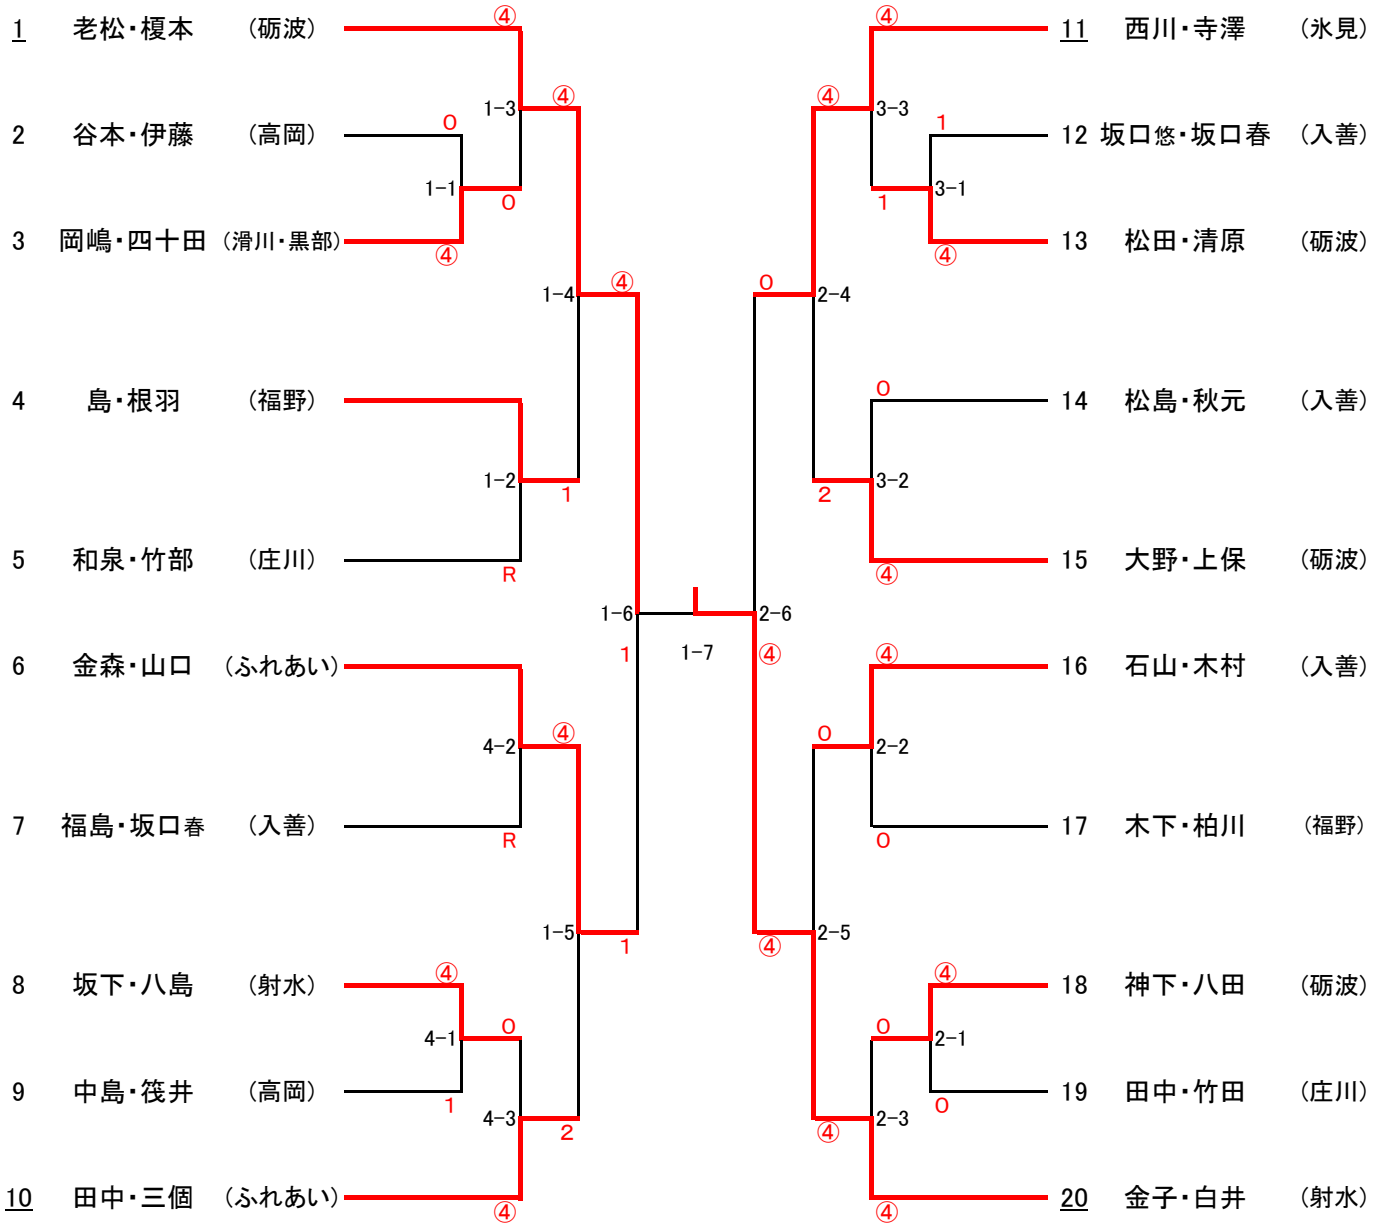 ④ ④
1 老松・榎本 (砺波) 11 西川・寺澤 (氷見)
④ ④
1-3 3-3
0 1
2 谷本・伊藤 (高岡) 12 坂口悠・坂口春 (入善)
1-1 3-1
0 1
3 岡嶋・四十田 (滑川・黒部) 13 松田・清原 (砺波)
④ ④
④ 0
1-4 2-4
0
4 島・根羽 (福野) 14 松島・秋元 (入善)
1-2 3-2
1 2
5 和泉・竹部 (庄川) 15 大野・上保 (砺波)
R ④
1-6 2-6
1 1-7 ④ ④
6 金森・山口 (ふれあい) 16 石山・木村 (入善)
④ 0
4-2 2-2
7 福島・坂口春 (入善) 17 木下・柏川 (福野)
R 0
1-5 2-5
1 ④
④ ④
8 坂下・八島 (射水) 18 神下・八田 (砺波)
0 0
4-1 2-1
9 中島・筏井 (高岡) 19 田中・竹田 (庄川)
1 0
4-3 2-3
2 ④
10 田中・三個 (ふれあい) 20 金子・白井 (射水)
④ ④